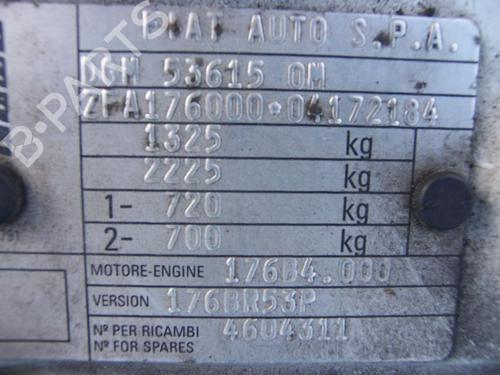 FIAT AUTO S.P.A.
DGM 53615 OM
ZFA176000*04172184
1325 kg
2225 kg
1- 720 kg
2- 700 kg
MOTORE-ENGINE 176B4.000
VERSION 176BR53P
Nº PER RICAMBI
Nº FOR SPARES 4604311
B-PARTS